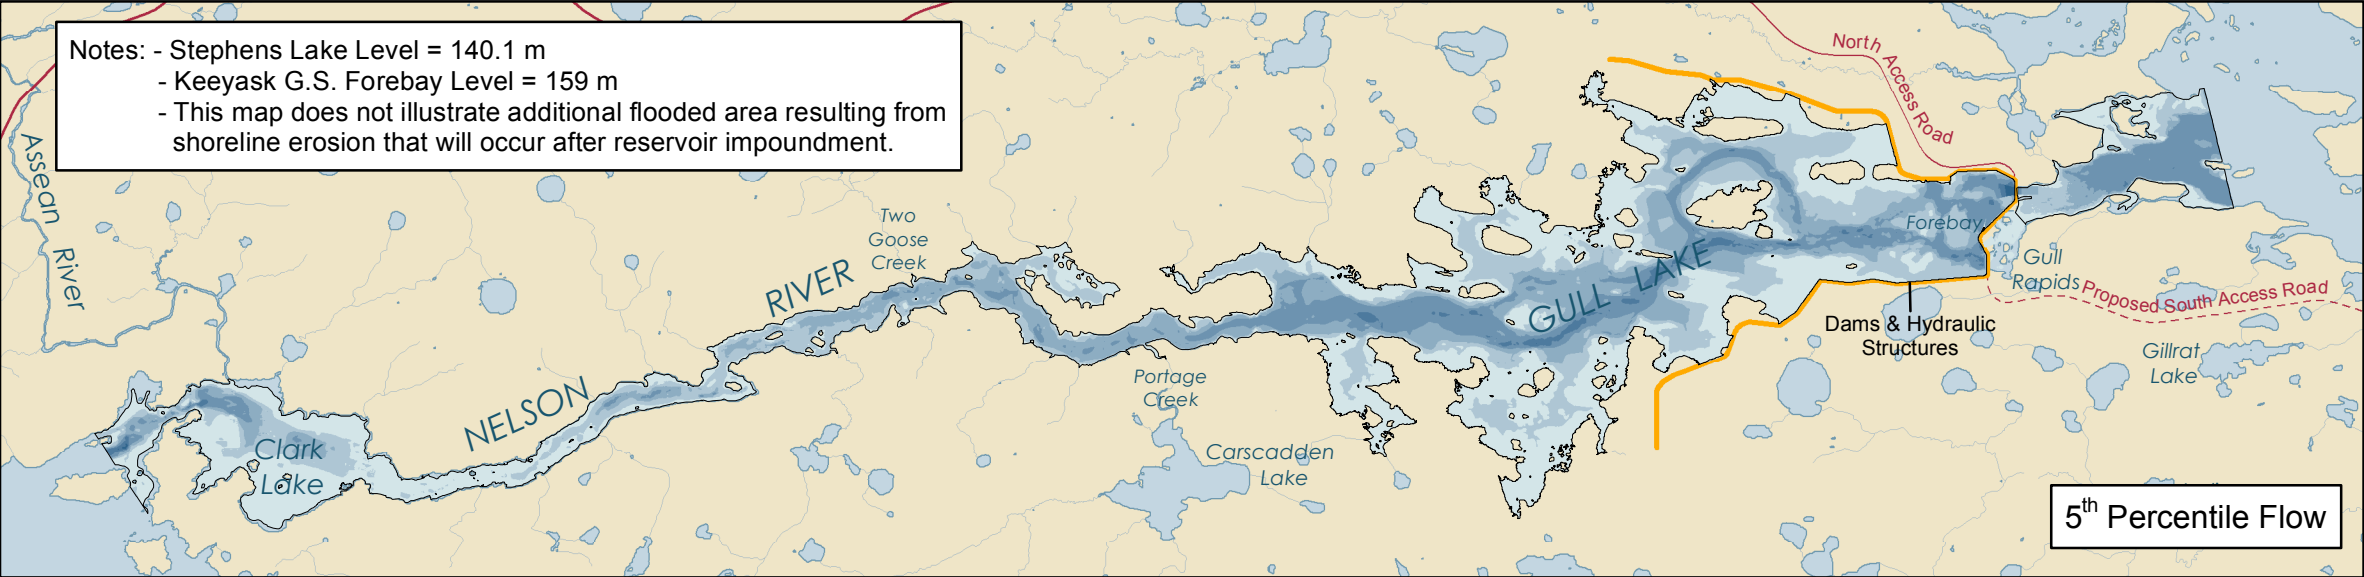 Notes: - Stephens Lake Level = 140.1 m
- Keeyask G.S. Forebay Level = 159 m
- This map does not illustrate additional flooded area resulting from
shoreline erosion that will occur after reservoir impoundment.
North Access Road
Assean River
Two
Goose
Creek
RIVER
Forebay
GULL LAKE
Gull
Rapids
Proposed South Access Road
Dams & Hydraulic
Structures
Gillrat
Lake
Portage
Creek
NELSON
Clark
Lake
Carscadden
Lake
5th Percentile Flow